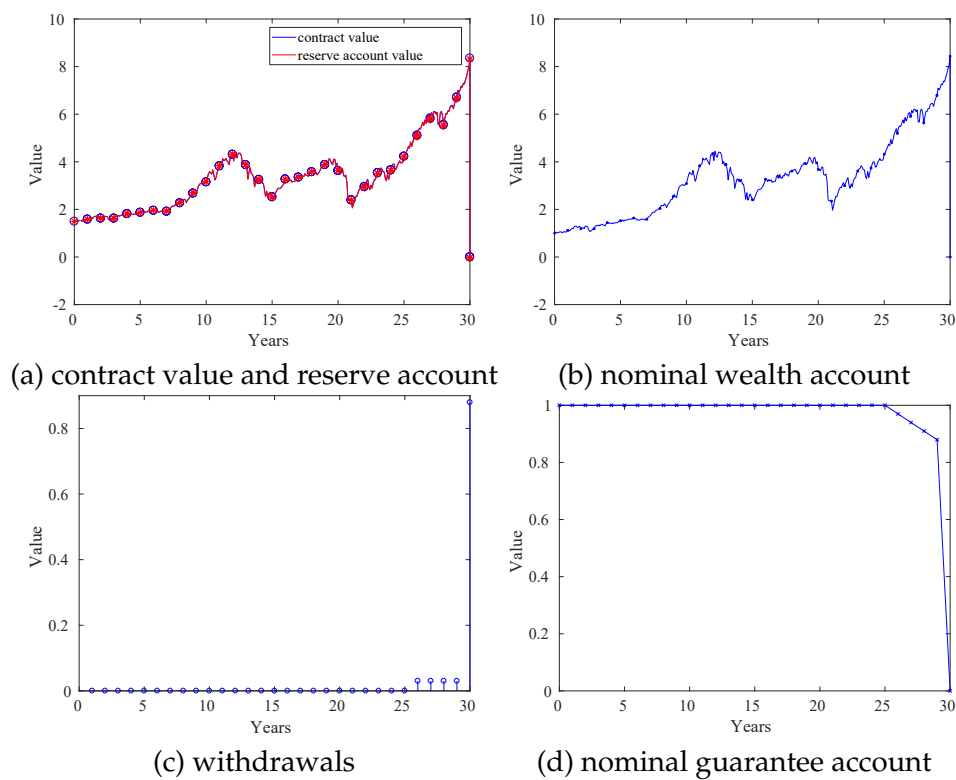 10
8
6
4
2
0
-2
Value
contract value
reserve account value
0 5 10 15 20 25 30
Years
(a) contract value and reserve account
10
8
6
4
2
0
-2
Value
0 5 10 15 20 25 30
Years
(b) nominal wealth account
0.8
0.6
0.4
0.2
0
Value
0 5 10 15 20 25 30
Years
(c) withdrawals
1
0.8
0.6
0.4
0.2
0
Value
0 5 10 15 20 25 30
Years
(d) nominal guarantee account